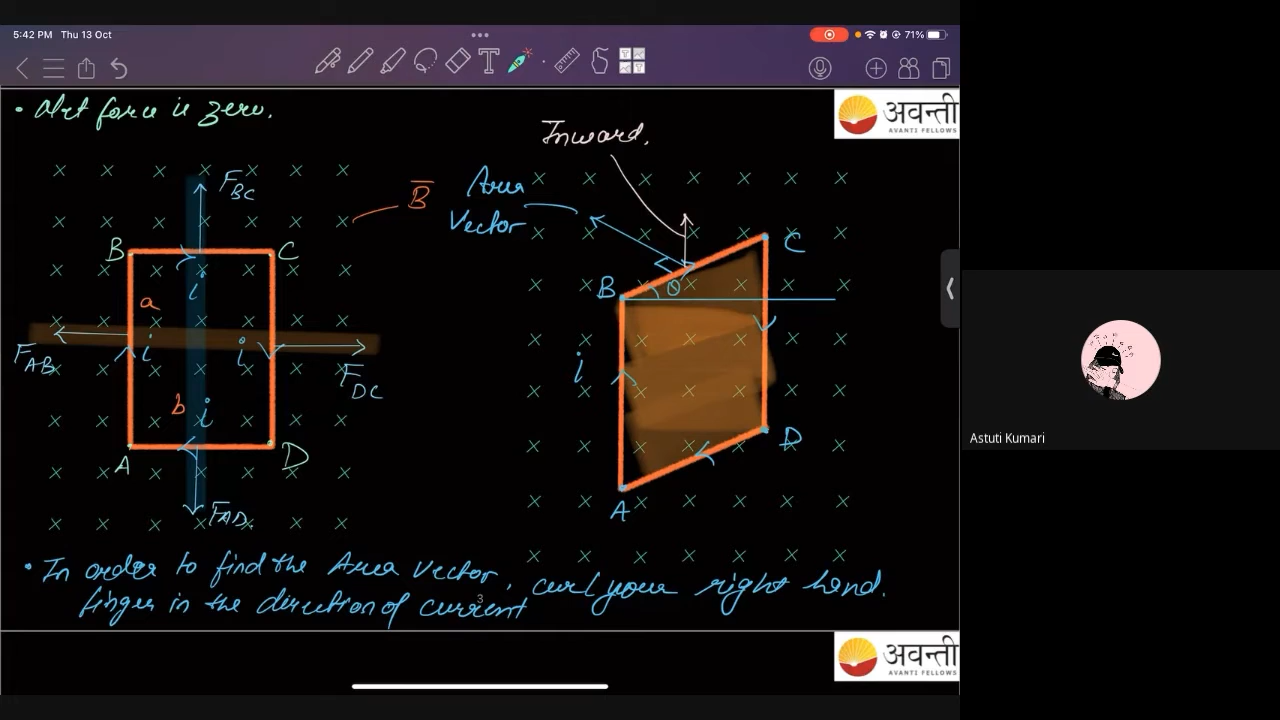 5:42 PM Thu 13 Oct
71%
• Net force is zero.
अवन्ती
AVANTI FELLOWS
Inward.
F_BC
B̅
Area
Vector
B
C
C
B
θ
i
a
i
i
i
F_AB
F_DC
b
i
A
D
D
A
F_AD
Astuti Kumari
• In order to find the Area Vector, curl your right hand.
finger in the direction of current
3
अवन्ती
AVANTI FELLOWS